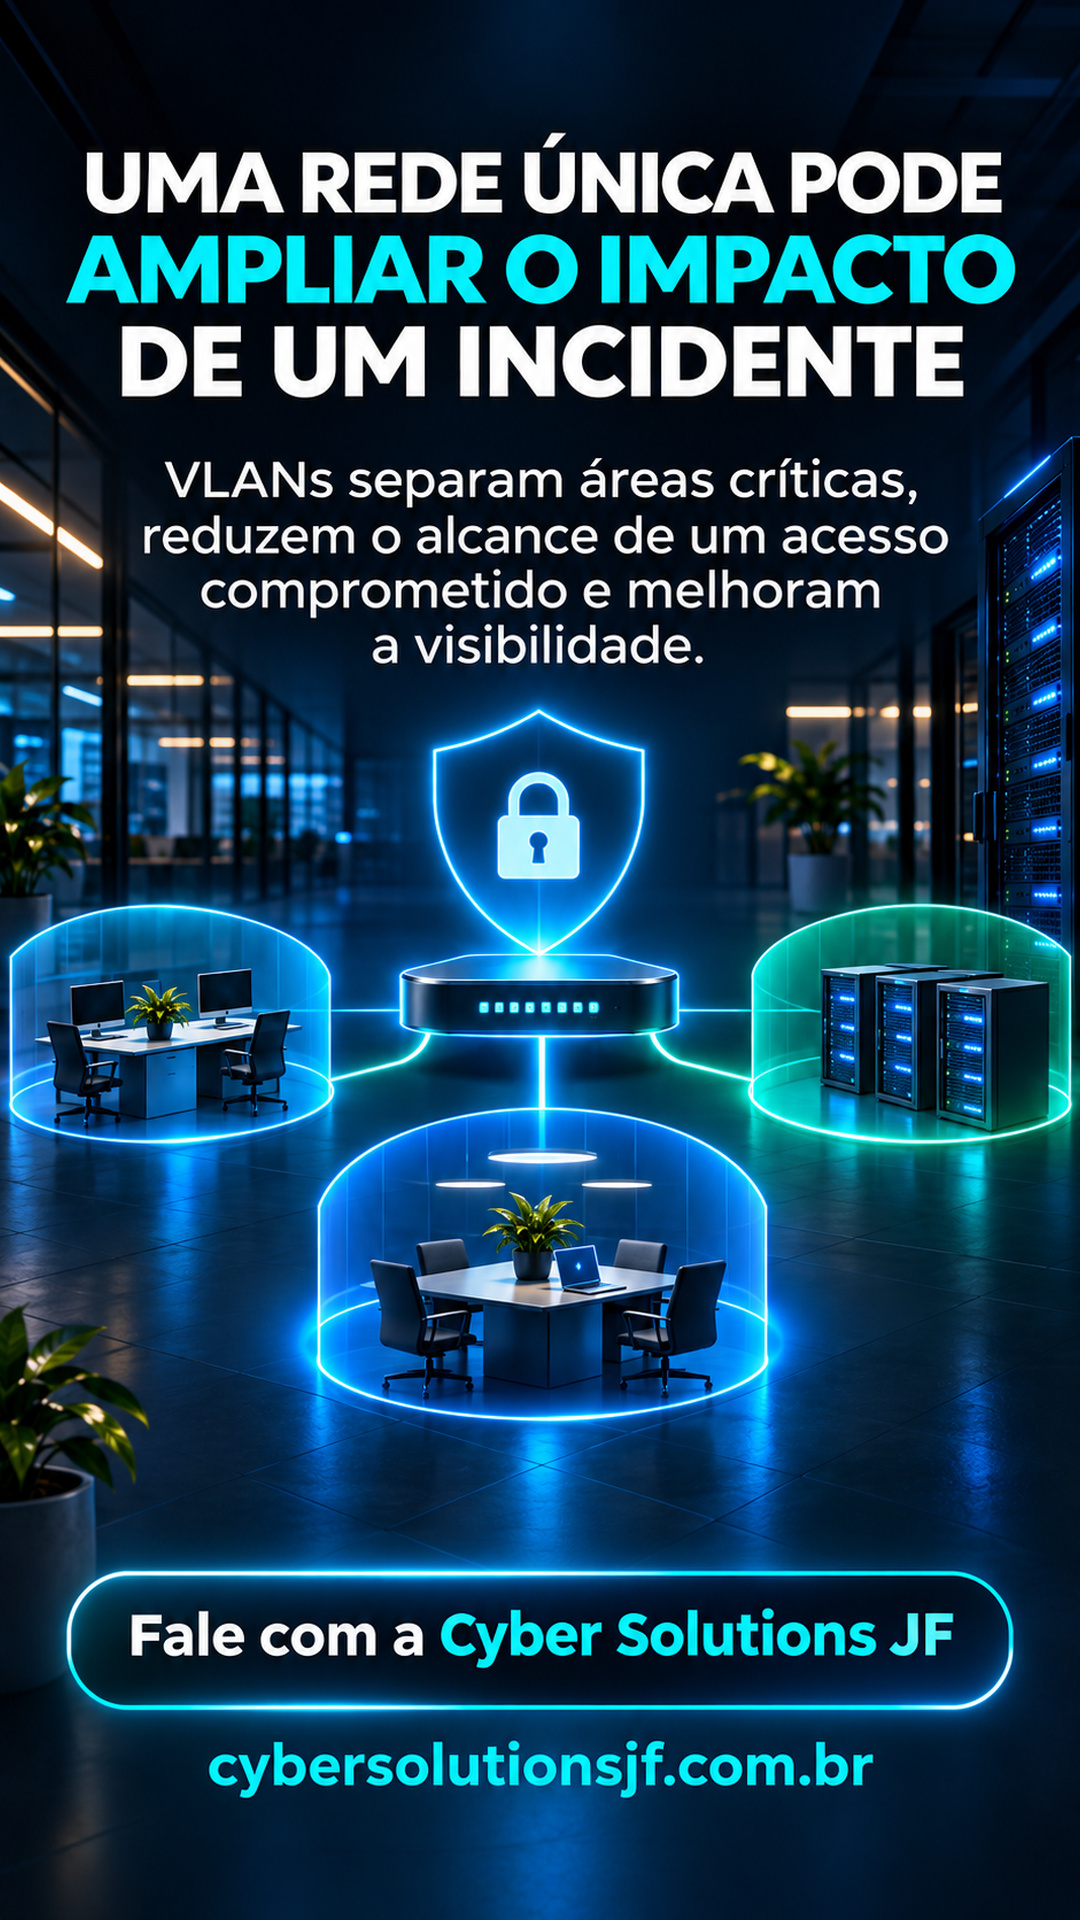 UMA REDE ÚNICA PODE
AMPLIAR O IMPACTO
DE UM INCIDENTE
VLANs separam áreas críticas,
reduzem o alcance de um acesso
comprometido e melhoram
a visibilidade.
Fale com a Cyber Solutions JF
cybersolutionsjf.com.br